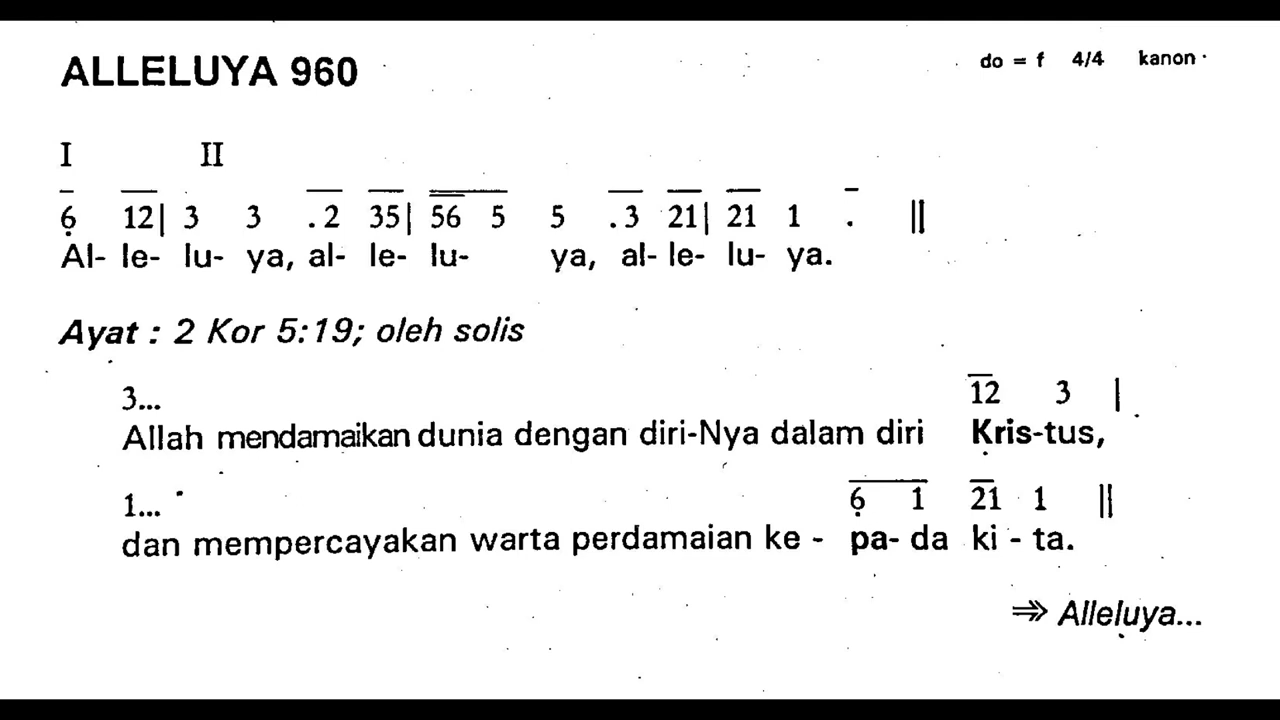 ALLELUYA 960 do = f 4/4 kanon
I II
6̣ 12| 3 3 .2 35| 56 5 5 .3 21| 21 1 . ||
Al- le- lu- ya, al- le- lu- ya, al- le- lu- ya.
Ayat : 2 Kor 5:19; oleh solis
3... 12 3 |
Allah mendamaikan dunia dengan diri-Nya dalam diri Kris-tus,
1... 6̣ 1 21 1 ||
dan mempercayakan warta perdamaian ke - pa- da ki - ta.
⇒ Alleluya...